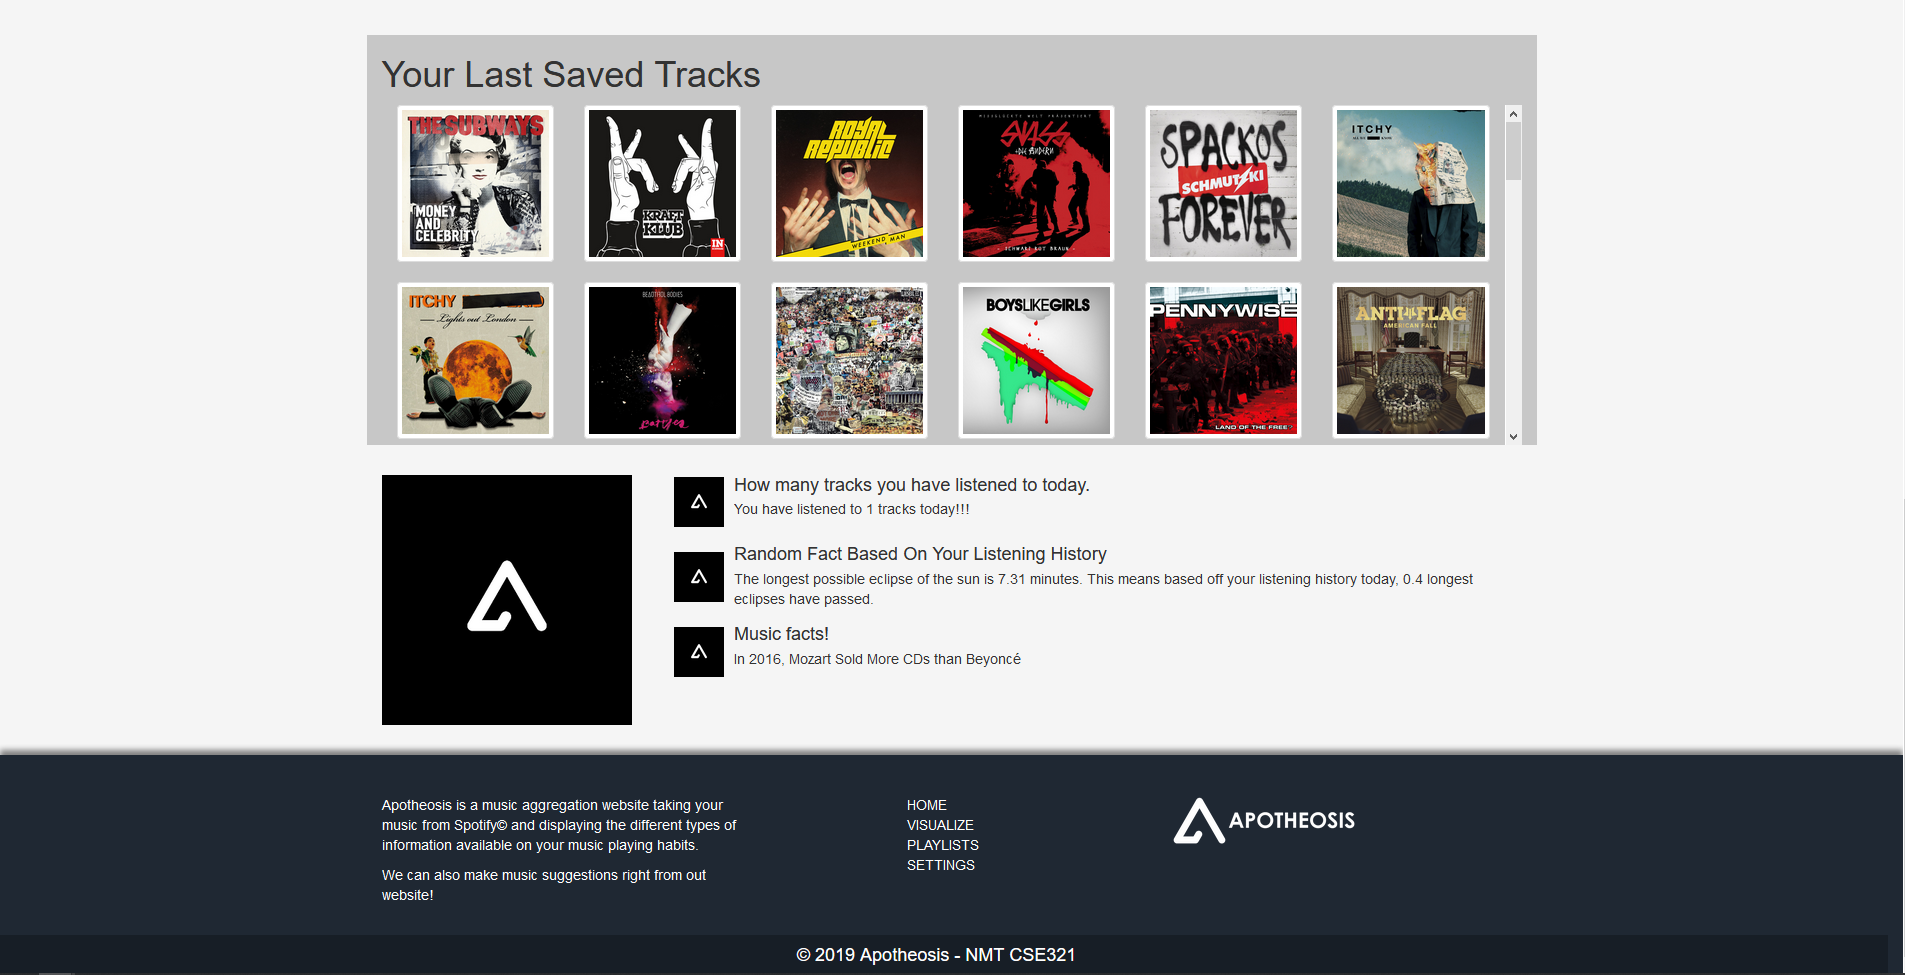 Your Last Saved Tracks
THE SUBWAYS
MONEY
AND
CELEBRITY
KRAFT
KLUB
IN
ROYAL
REPUBLIC
WEEKEND MAN
SWISS
+DIE ANDERN
SCHWARZ ROT BRAUN
SPACKOS
SCHMUTZKI
FOREVER
ITCHY
ITCHY
Lights out London
BEAUTIFUL BODIES
battles
BOYSLIKEGIRLS
PENNYWISE
LAND OF THE FREE?
ANTI-FLAG
AMERICAN FALL
How many tracks you have listened to today.
You have listened to 1 tracks today!!!
Random Fact Based On Your Listening History
The longest possible eclipse of the sun is 7.31 minutes. This means based off your listening history today, 0.4 longest
eclipses have passed.
Music facts!
In 2016, Mozart Sold More CDs than Beyoncé
Apotheosis is a music aggregation website taking your
music from Spotify© and displaying the different types of
information available on your music playing habits.
We can also make music suggestions right from out
website!
HOME
VISUALIZE
PLAYLISTS
SETTINGS
APOTHEOSIS
© 2019 Apotheosis - NMT CSE321